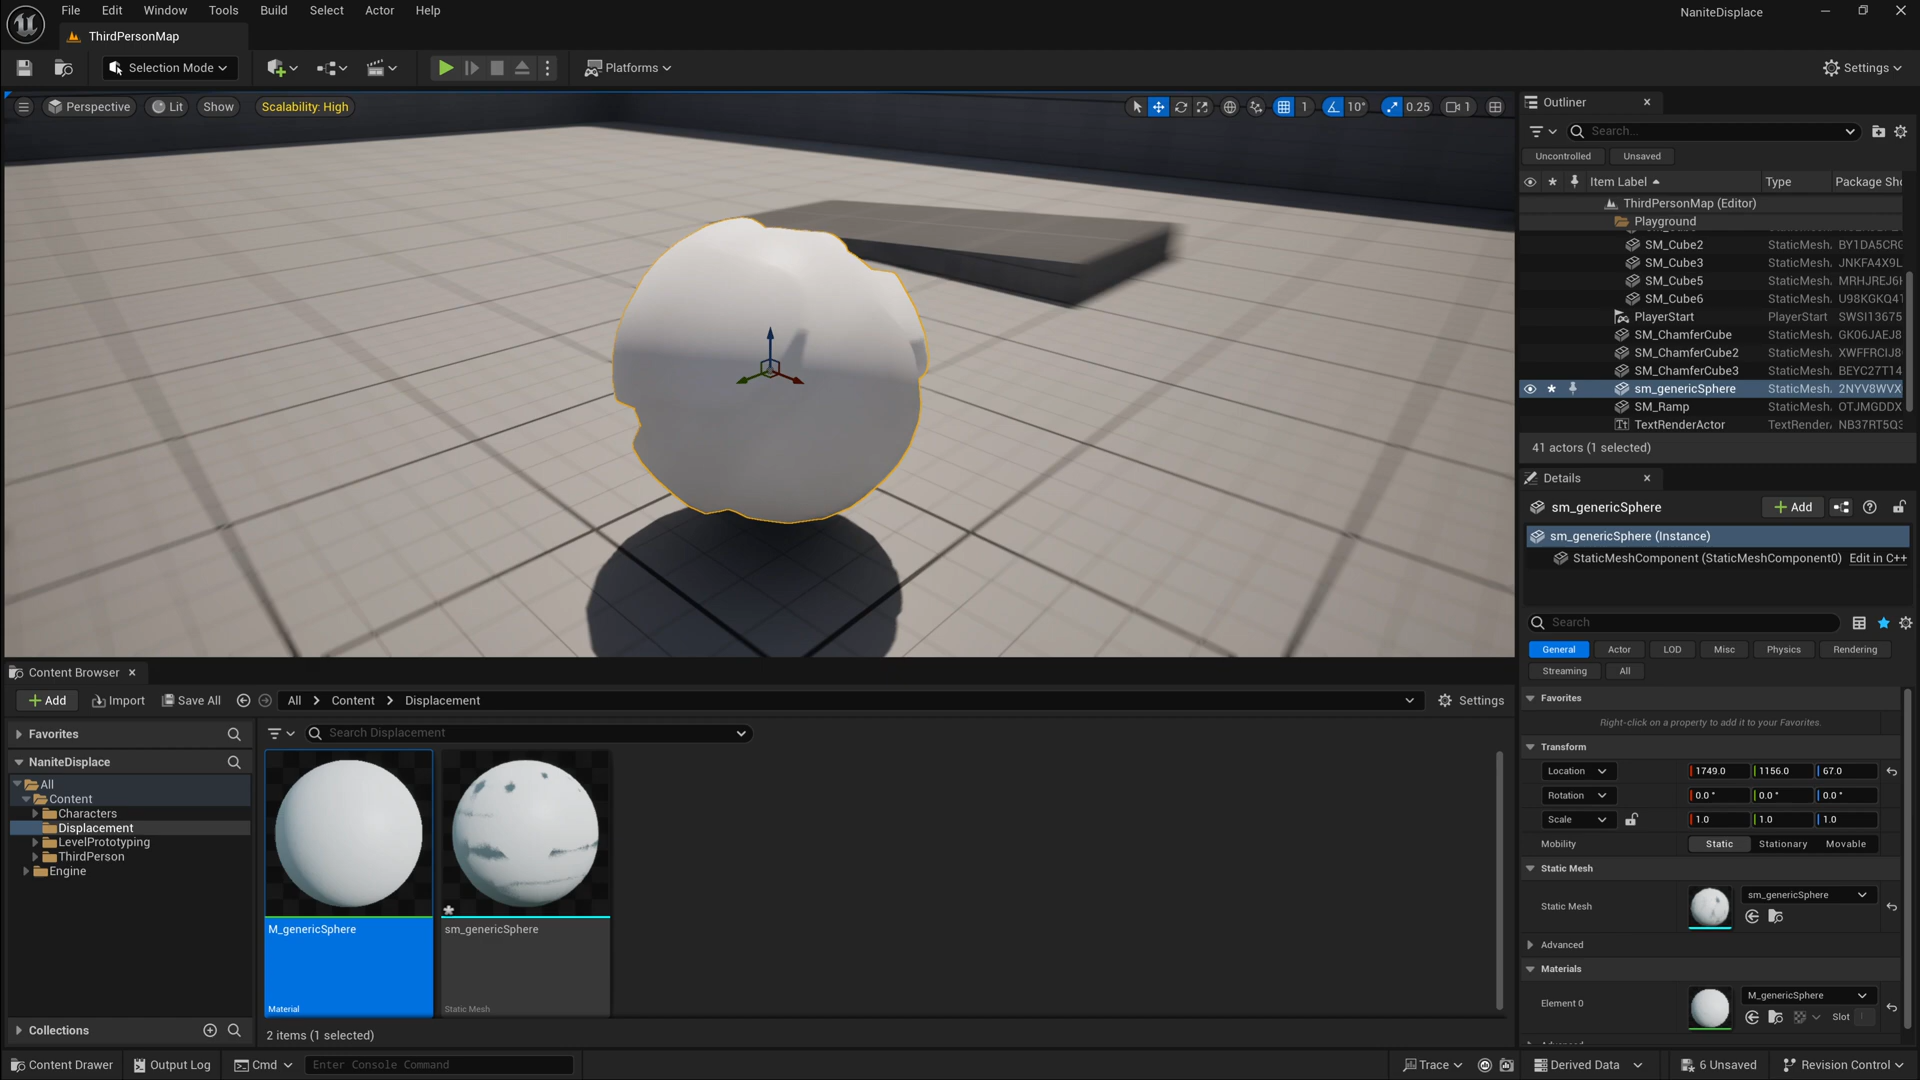 File Edit Window Tools Build Select Actor Help
NaniteDisplace
ThirdPersonMap
Selection Mode
Platforms
Settings
Perspective Lit Show Scalability: High
1 10° 0.25 1
Outliner
Search...
Uncontrolled Unsaved
Item Label Type Package Sh
ThirdPersonMap (Editor)
Playground
SM_Cube2 StaticMesh. BY1DA5CR
SM_Cube3 StaticMesh. JNKFA4X9L
SM_Cube5 StaticMesh. MRHJREJ6
SM_Cube6 StaticMesh. U98KGKQ4
PlayerStart PlayerStart SWSI13675
SM_ChamferCube StaticMesh. GK06JAEJ8
SM_ChamferCube2 StaticMesh. XWFFRCIJ8
SM_ChamferCube3 StaticMesh. BEYC27T14
sm_genericSphere StaticMesh. 2NYV8WVX
SM_Ramp StaticMesh. OTJMGDDX
TextRenderActor TextRender. NB37RT5Q
41 actors (1 selected)
Details
sm_genericSphere
Add
sm_genericSphere (Instance)
StaticMeshComponent (StaticMeshComponent0) Edit in C++
Search
General Actor LOD Misc Physics Rendering
Streaming All
Favorites
Right-click on a property to add it to your Favorites.
Transform
Location 1749.0 1156.0 67.0
Rotation 0.0 ° 0.0 ° 0.0 °
Scale 1.0 1.0 1.0
Mobility Static Stationary Movable
Static Mesh
Static Mesh sm_genericSphere
Advanced
Materials
Element 0 M_genericSphere
Slot
Content Browser
Add Import Save All All > Content > Displacement Settings
Favorites
Search Displacement
NaniteDisplace
All
Content
Characters
Displacement
LevelPrototyping
ThirdPerson
Engine
Collections
M_genericSphere
Material
sm_genericSphere
Static Mesh
2 items (1 selected)
Content Drawer Output Log Cmd Enter Console Command Trace Derived Data 6 Unsaved Revision Control